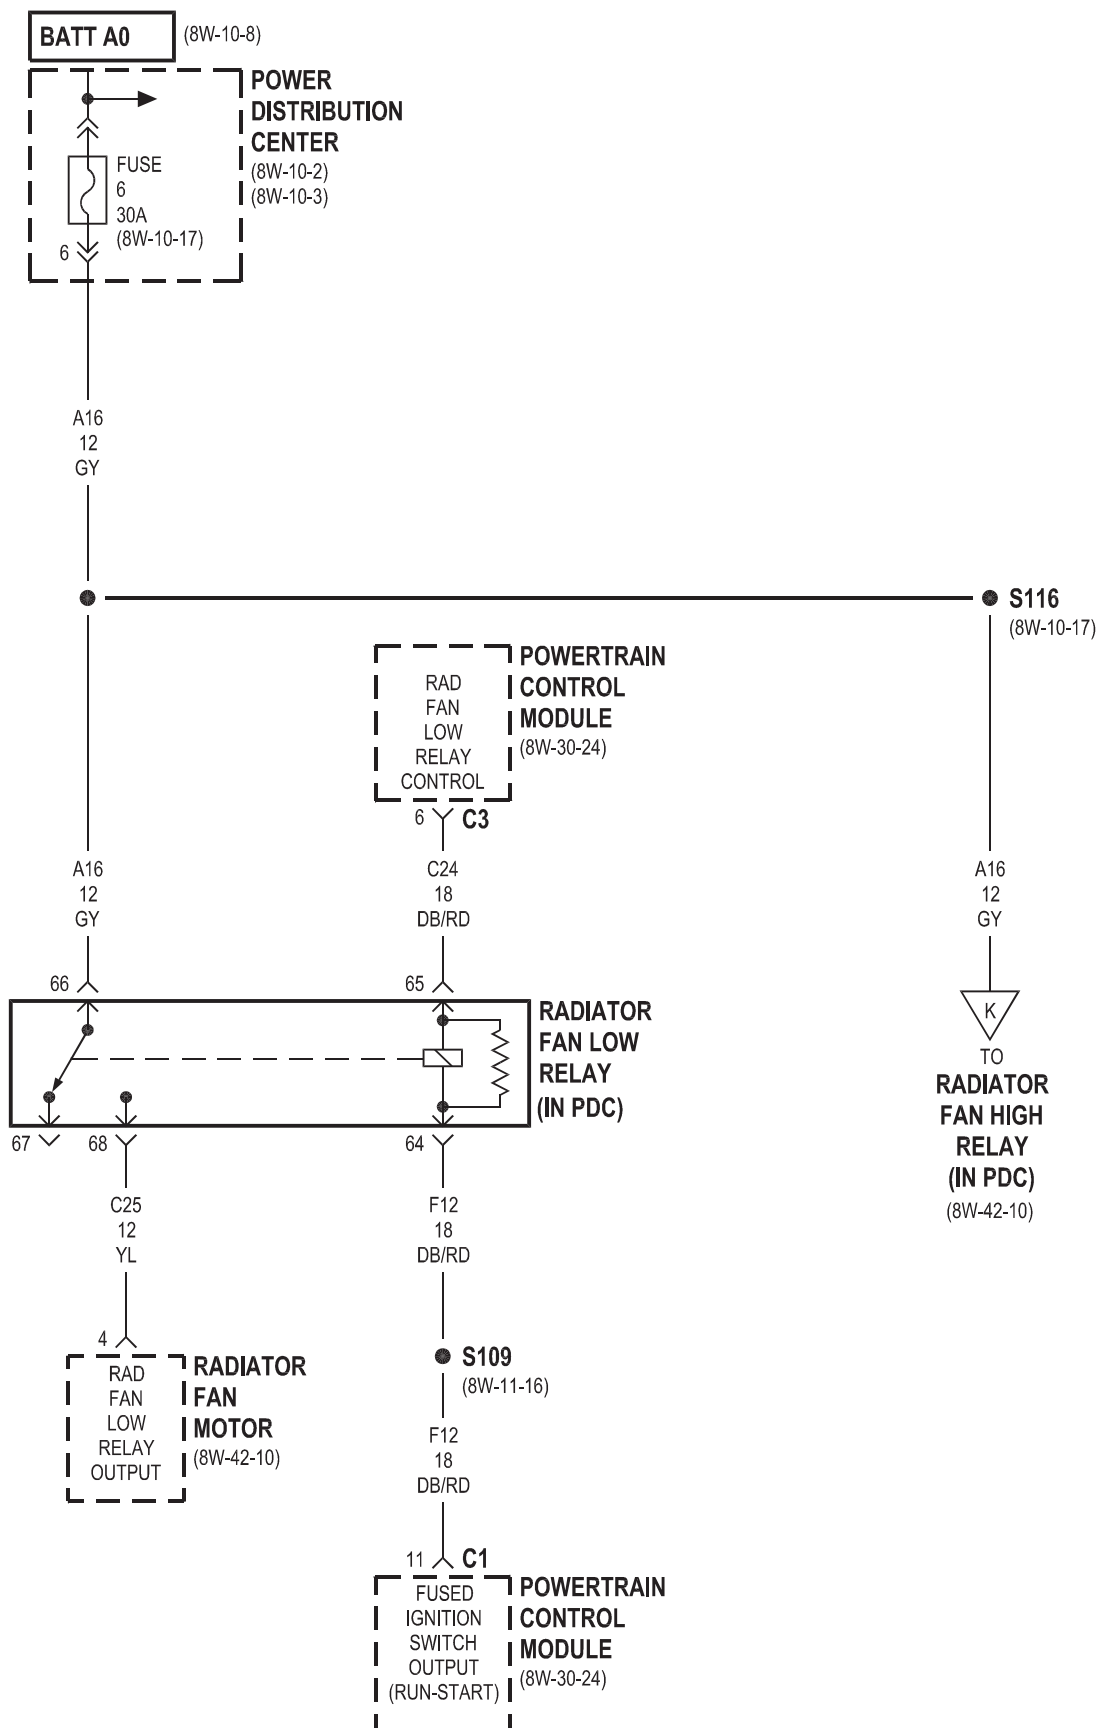 BATT A0 (8W-10-8)
POWER
DISTRIBUTION
CENTER
(8W-10-2)
(8W-10-3)
FUSE
6
30A
(8W-10-17)
6
A16
12
GY
S116
(8W-10-17)
POWERTRAIN
CONTROL
MODULE
(8W-30-24)
RAD
FAN
LOW
RELAY
CONTROL
6 C3
A16
12
GY
C24
18
DB/RD
A16
12
GY
66
65
RADIATOR
FAN LOW
RELAY
(IN PDC)
K
TO
RADIATOR
FAN HIGH
RELAY
(IN PDC)
(8W-42-10)
67
68
64
C25
12
YL
F12
18
DB/RD
4
RAD
FAN
LOW
RELAY
OUTPUT
RADIATOR
FAN
MOTOR
(8W-42-10)
S109
(8W-11-16)
F12
18
DB/RD
11 C1
FUSED
IGNITION
SWITCH
OUTPUT
(RUN-START)
POWERTRAIN
CONTROL
MODULE
(8W-30-24)